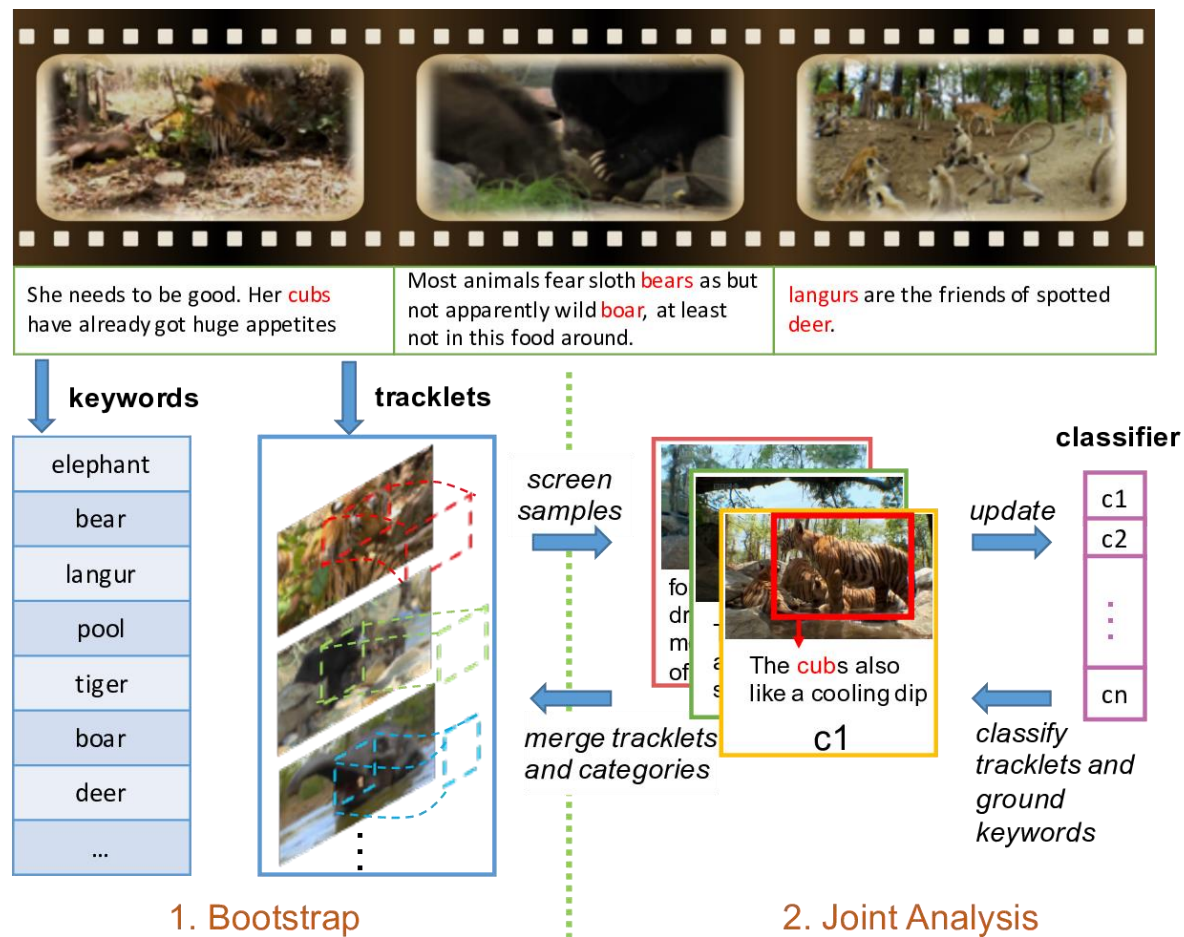 She needs to be good. Her cubs
have already got huge appetites
Most animals fear sloth bears as but
not apparently wild boar, at least
not in this food around.
langurs are the friends of spotted
deer.
keywords
tracklets
elephant
bear
langur
pool
tiger
boar
deer
...
screen
samples
merge tracklets
and categories
fo
dr
m
of
-
a
s
The cubs also
like a cooling dip
c1
update
classify
tracklets and
ground
keywords
classifier
c1
c2
⋮
cn
1. Bootstrap
2. Joint Analysis